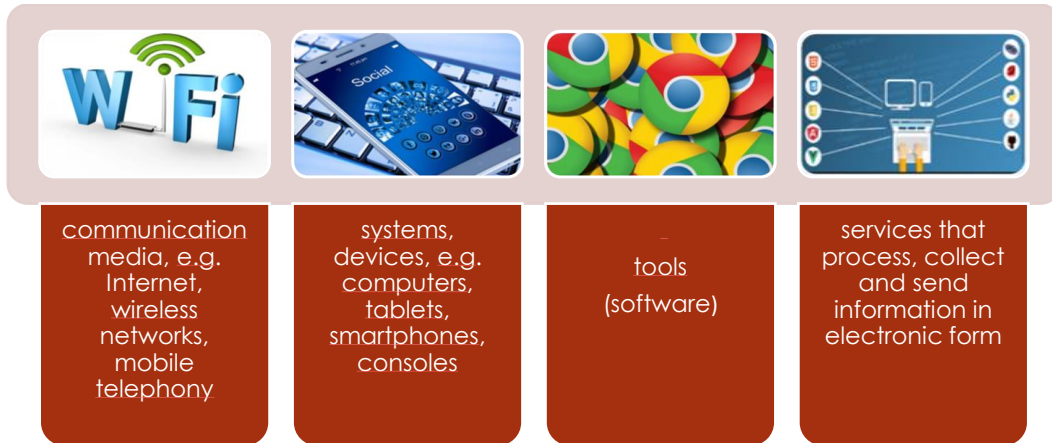 WiFi
Social
communication
media, e.g.
Internet,
wireless
networks,
mobile
telephony
systems,
devices, e.g.
computers,
tablets,
smartphones,
consoles
tools
(software)
services that
process, collect
and send
information in
electronic form